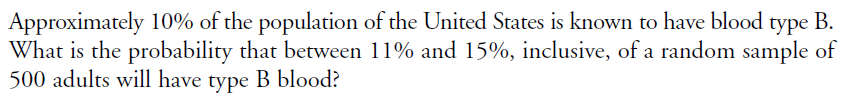 Approximately 10% of the population of the United States is known to have blood type B.
What is the probability that between 11% and 15%, inclusive, of a random sample of
500 adults will have type B blood?